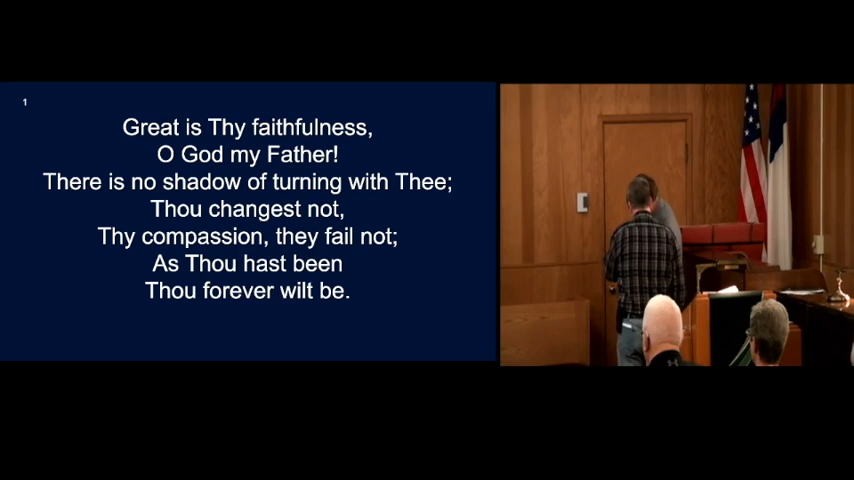 1
Great is Thy faithfulness,
O God my Father!
There is no shadow of turning with Thee;
Thou changest not,
Thy compassion, they fail not;
As Thou hast been
Thou forever wilt be.